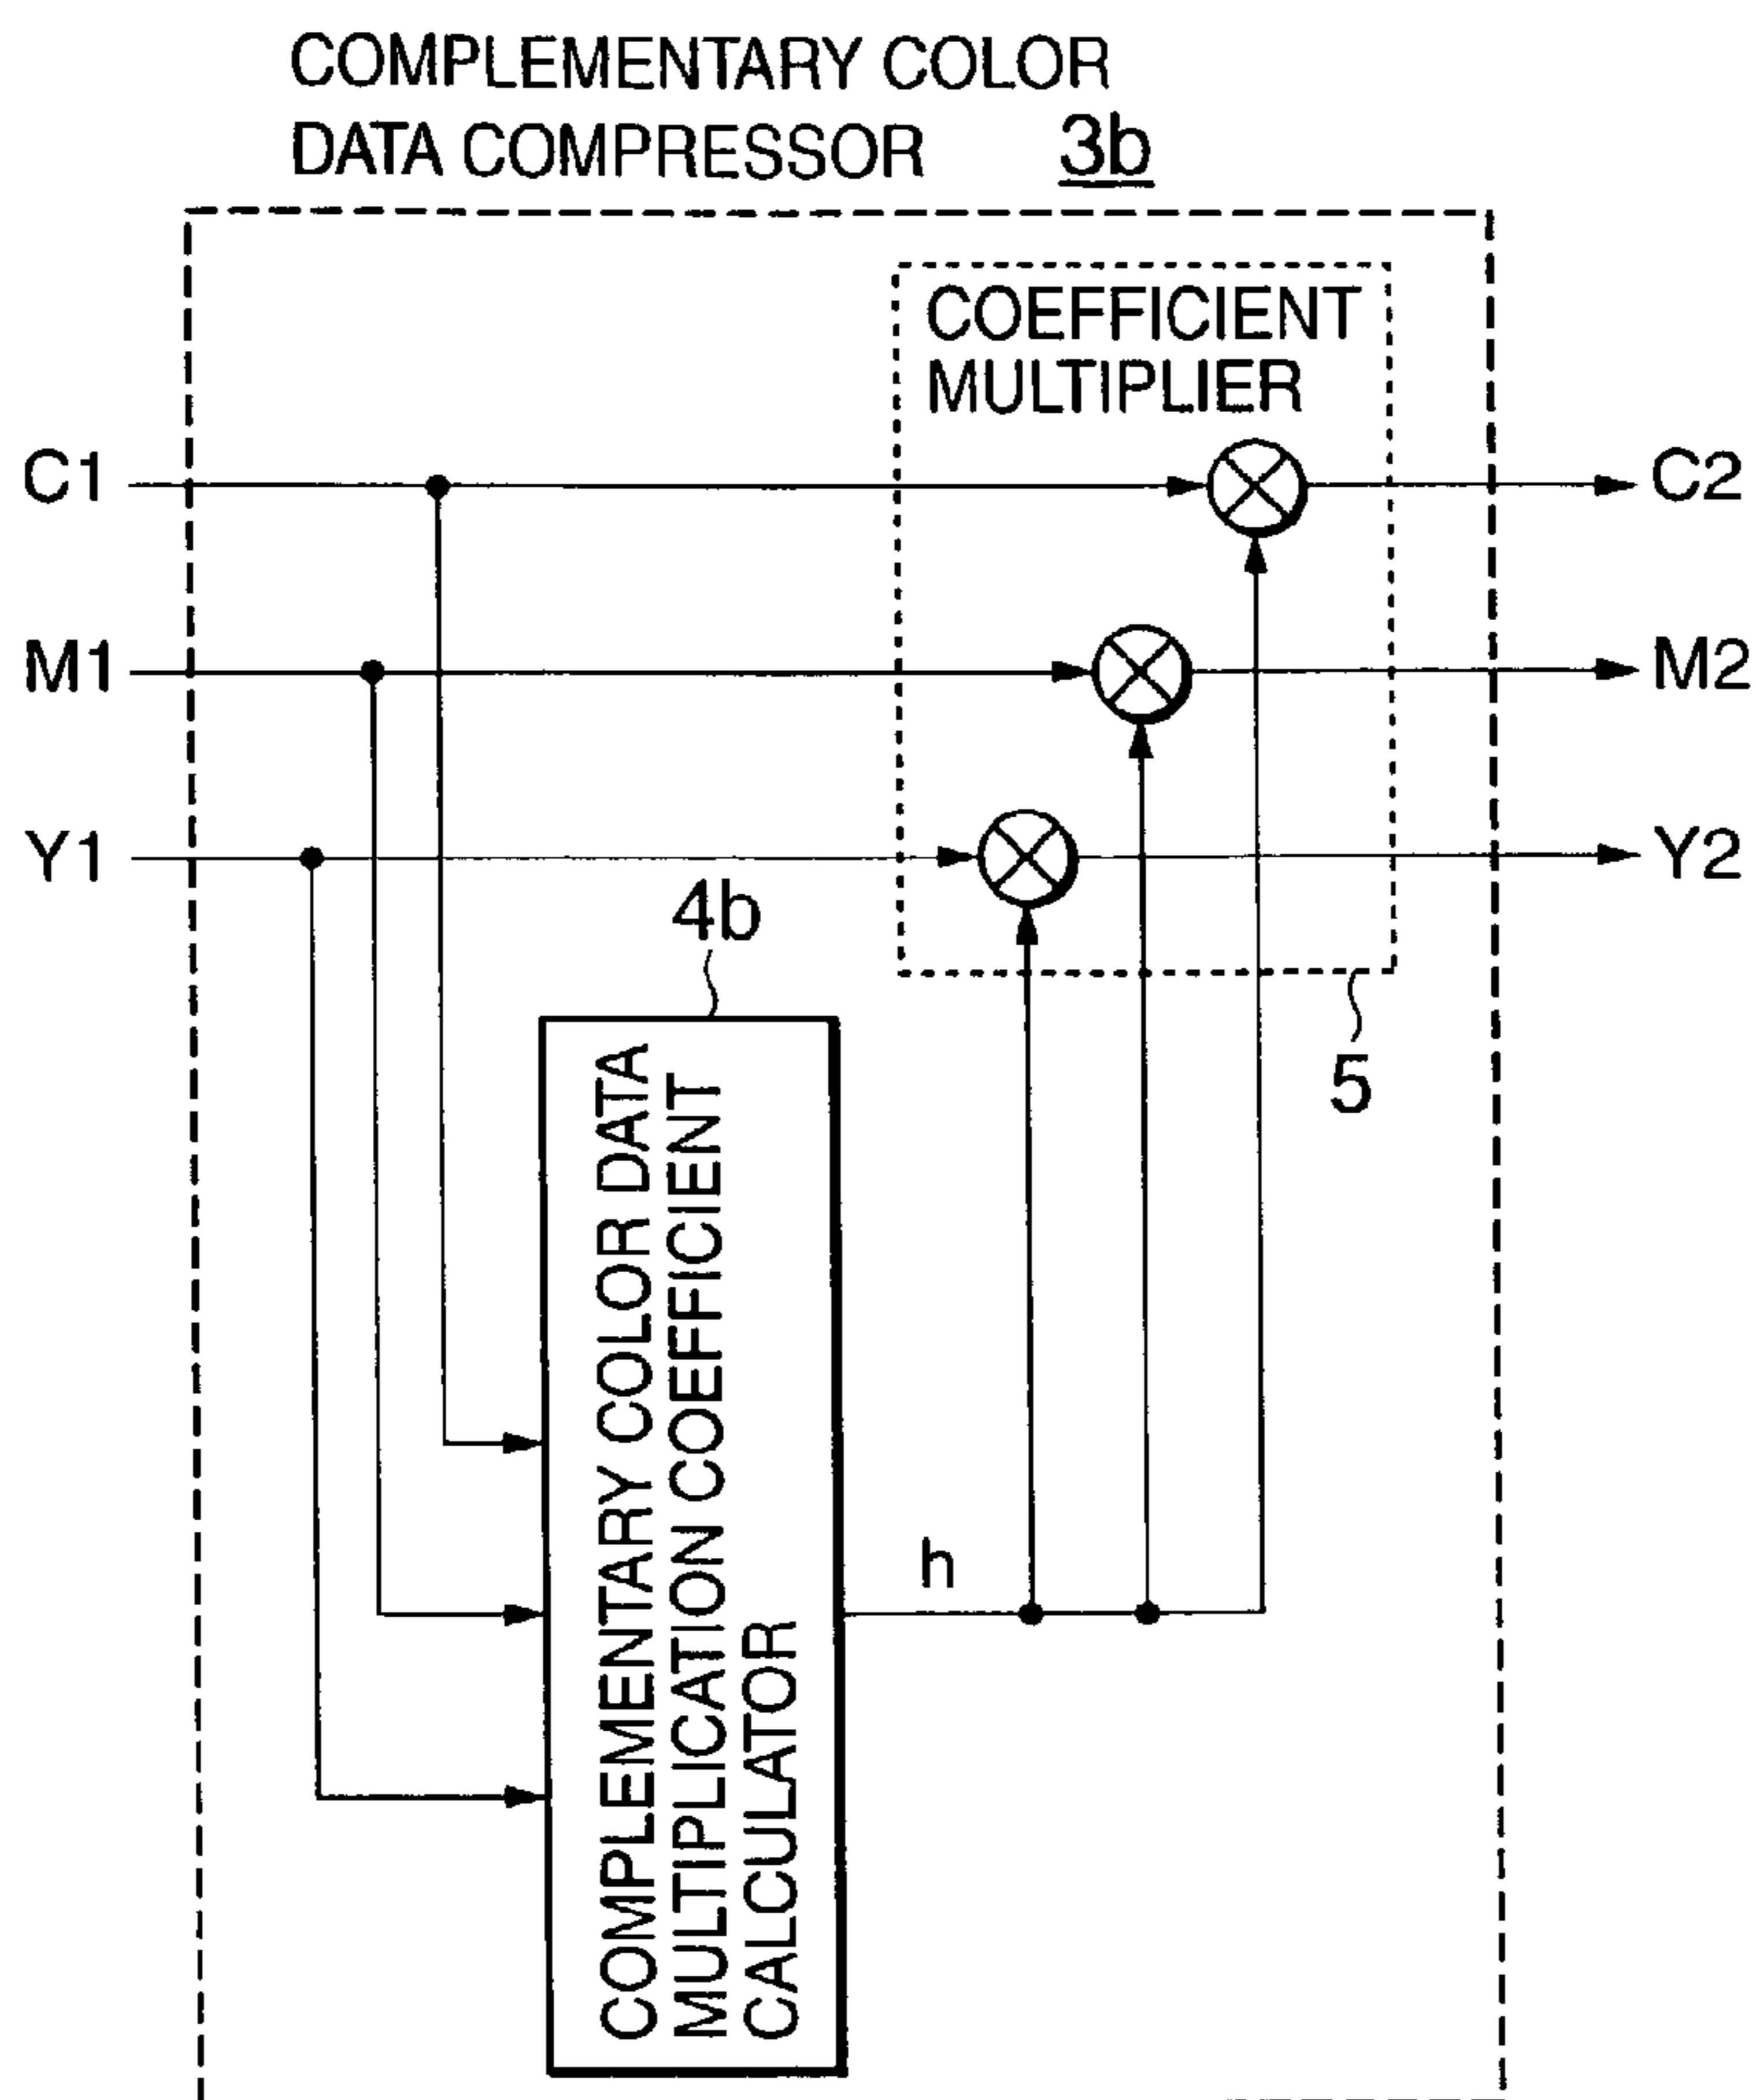 COMPLEMENTARY COLOR
DATA COMPRESSOR 3b
COEFFICIENT
MULTIPLIER
C1
C2
M1
M2
Y1
Y2
4b
5
COMPLEMENTARY COLOR DATA
MULTIPLICATION COEFFICIENT
CALCULATOR
h